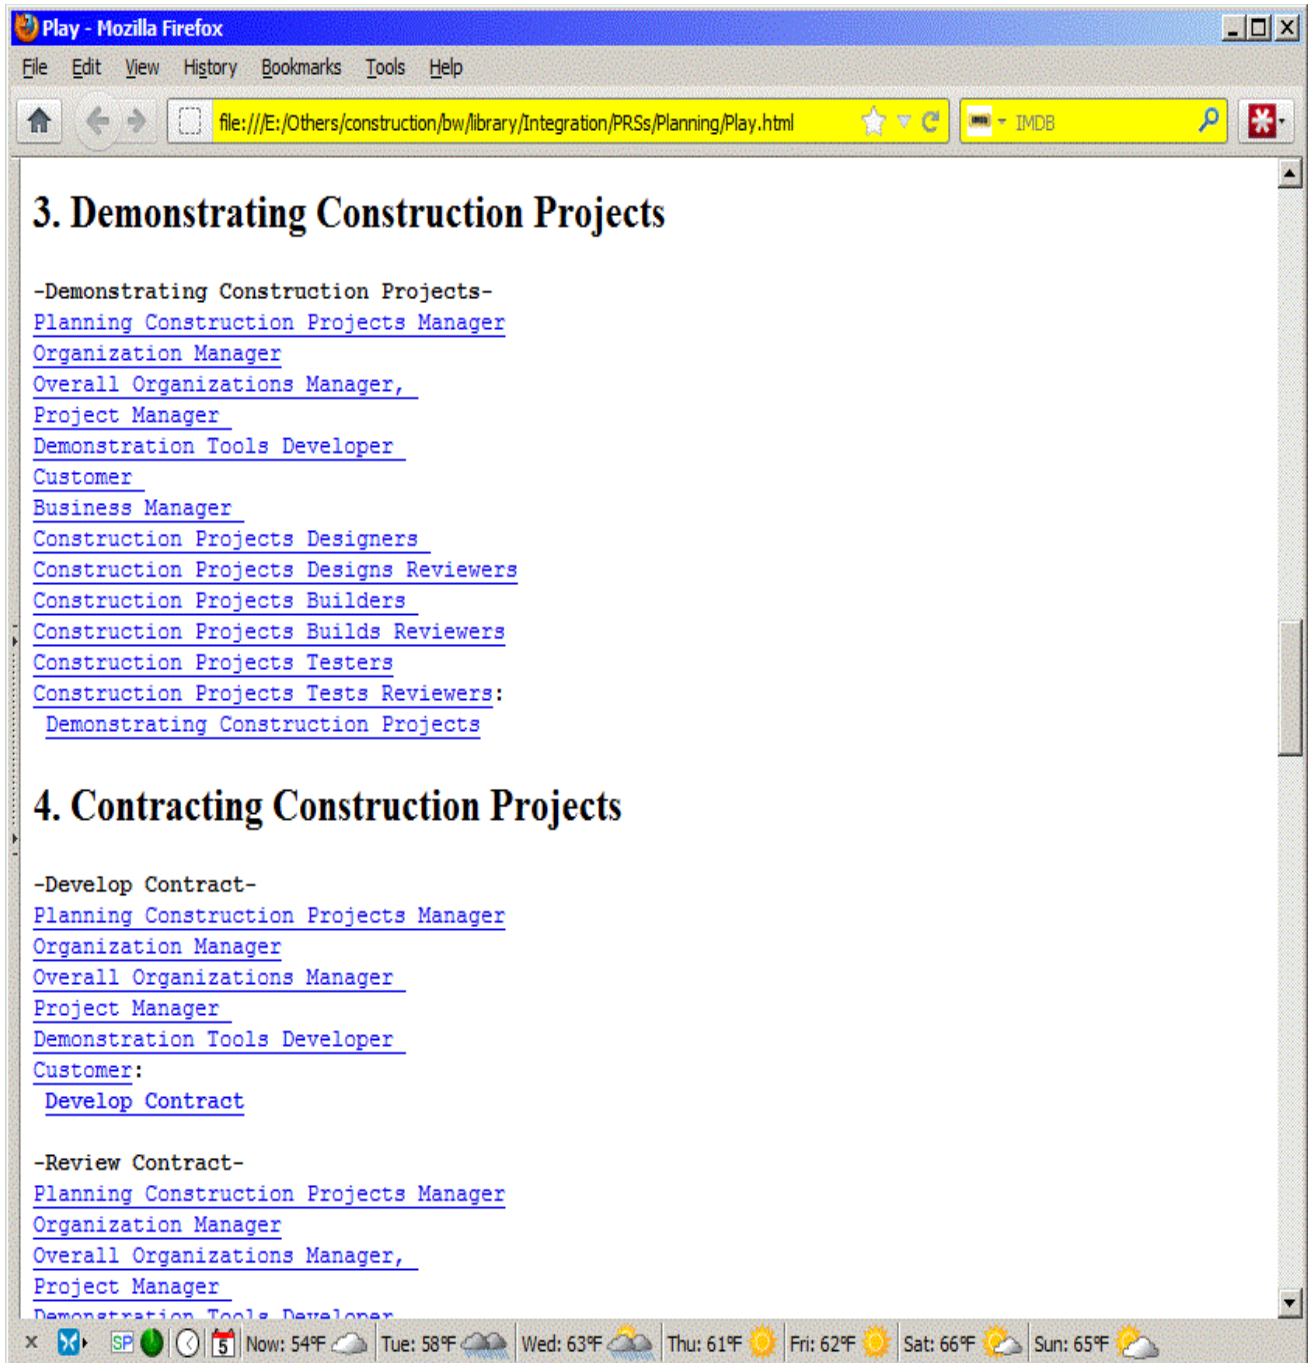 Play - Mozilla Firefox
File Edit View History Bookmarks Tools Help
file:///E:/Others/construction/bw/library/Integration/PRSs/Planning/Play.html IMDB
3. Demonstrating Construction Projects
-Demonstrating Construction Projects-
Planning Construction Projects Manager
Organization Manager
Overall Organizations Manager,
Project Manager
Demonstration Tools Developer
Customer
Business Manager
Construction Projects Designers
Construction Projects Designs Reviewers
Construction Projects Builders
Construction Projects Builds Reviewers
Construction Projects Testers
Construction Projects Tests Reviewers:
Demonstrating Construction Projects
4. Contracting Construction Projects
-Develop Contract-
Planning Construction Projects Manager
Organization Manager
Overall Organizations Manager
Project Manager
Demonstration Tools Developer
Customer:
Develop Contract
-Review Contract-
Planning Construction Projects Manager
Organization Manager
Overall Organizations Manager,
Project Manager
Demonstration Tools Developer
SP 5 Now: 54°F Tue: 58°F Wed: 63°F Thu: 61°F Fri: 62°F Sat: 66°F Sun: 65°F